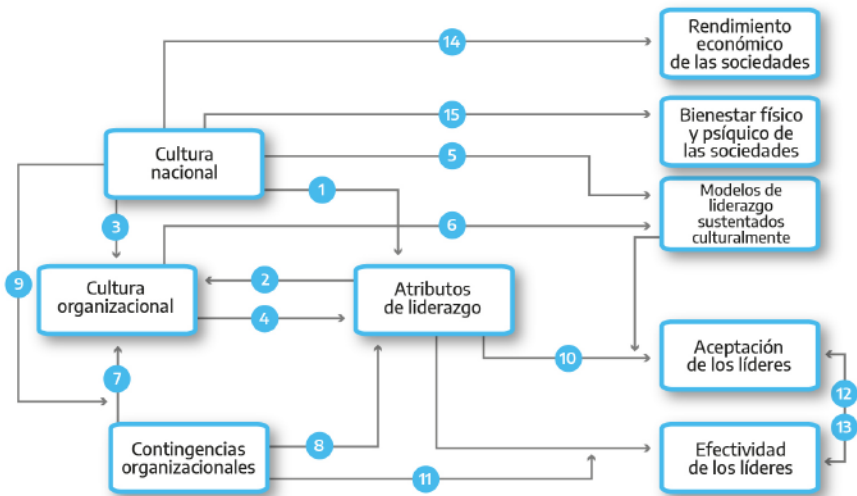 14
Rendimiento
económico
de las sociedades
15
Bienestar físico
y psíquico de
las sociedades
Cultura
nacional
5
1
Modelos de
liderazgo
sustentados
culturalmente
3
6
9
Cultura
organizacional
2
4
Atributos
de liderazgo
7
10
Aceptación
de los líderes
12
13
Contingencias
organizacionales
8
11
Efectividad
de los líderes